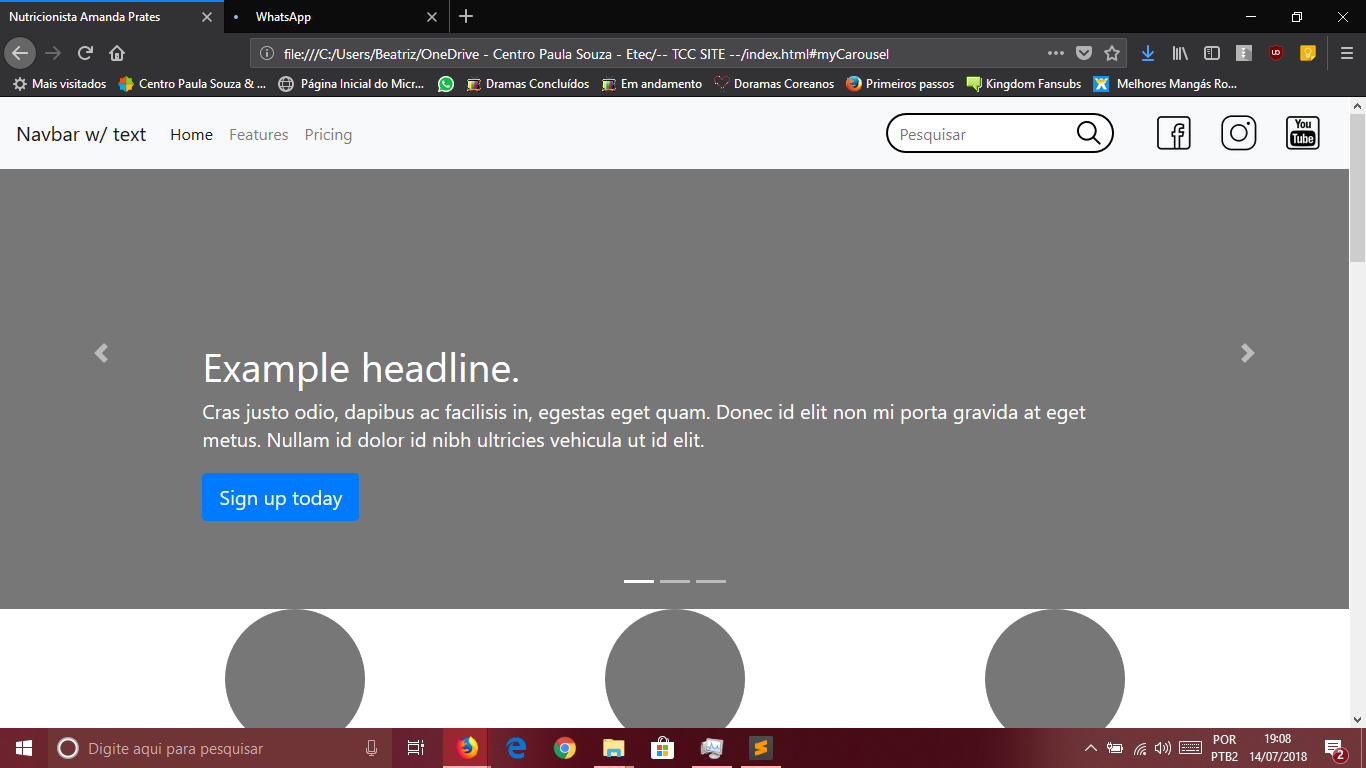 Nutricionista Amanda Prates
WhatsApp
file:///C:/Users/Beatriz/OneDrive - Centro Paula Souza - Etec/-- TCC SITE --/index.html#myCarousel
Mais visitados
Centro Paula Souza & ...
Página Inicial do Micr...
Dramas Concluídos
Em andamento
Doramas Coreanos
Primeiros passos
Kingdom Fansubs
Melhores Mangás Ro...
Navbar w/ text
Home
Features
Pricing
Pesquisar
You
Tube
Example headline.
Cras justo odio, dapibus ac facilisis in, egestas eget quam. Donec id elit non mi porta gravida at eget
metus. Nullam id dolor id nibh ultricies vehicula ut id elit.
Sign up today
Digite aqui para pesquisar
POR
PTB2
19:08
14/07/2018
2